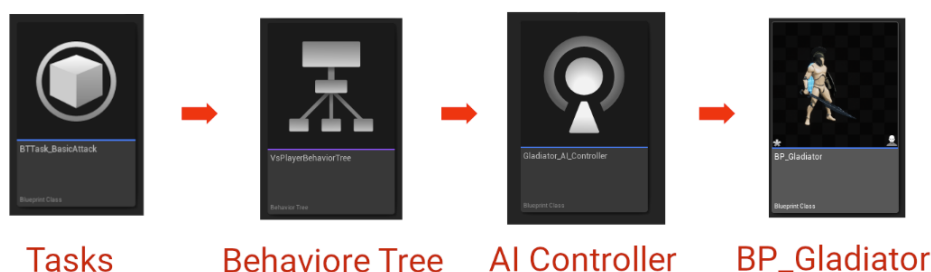 BTTask_BasicAttack
Blueprint Class
VsPlayerBehaviorTree
Behavior Tree
Gladiator_AI_Controller
Blueprint Class
BP_Gladiator
Blueprint Class
Tasks
Behaviore Tree
AI Controller
BP_Gladiator